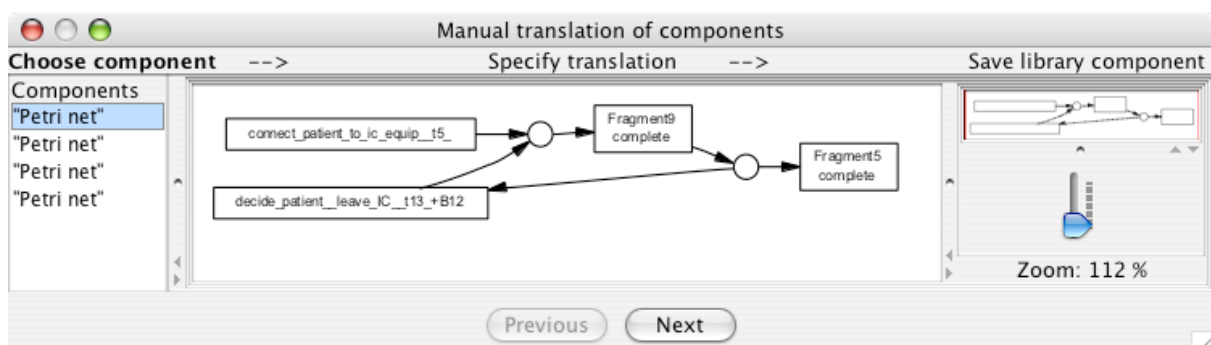 Manual translation of components
Choose component --> Specify translation --> Save library component
Components
"Petri net"
"Petri net"
"Petri net"
"Petri net"
connect_patient_to_ic_equip__t5_
Fragment9
complete
Fragment5
complete
decide_patient__leave_IC__t13_+B12
Zoom: 112 %
Previous Next